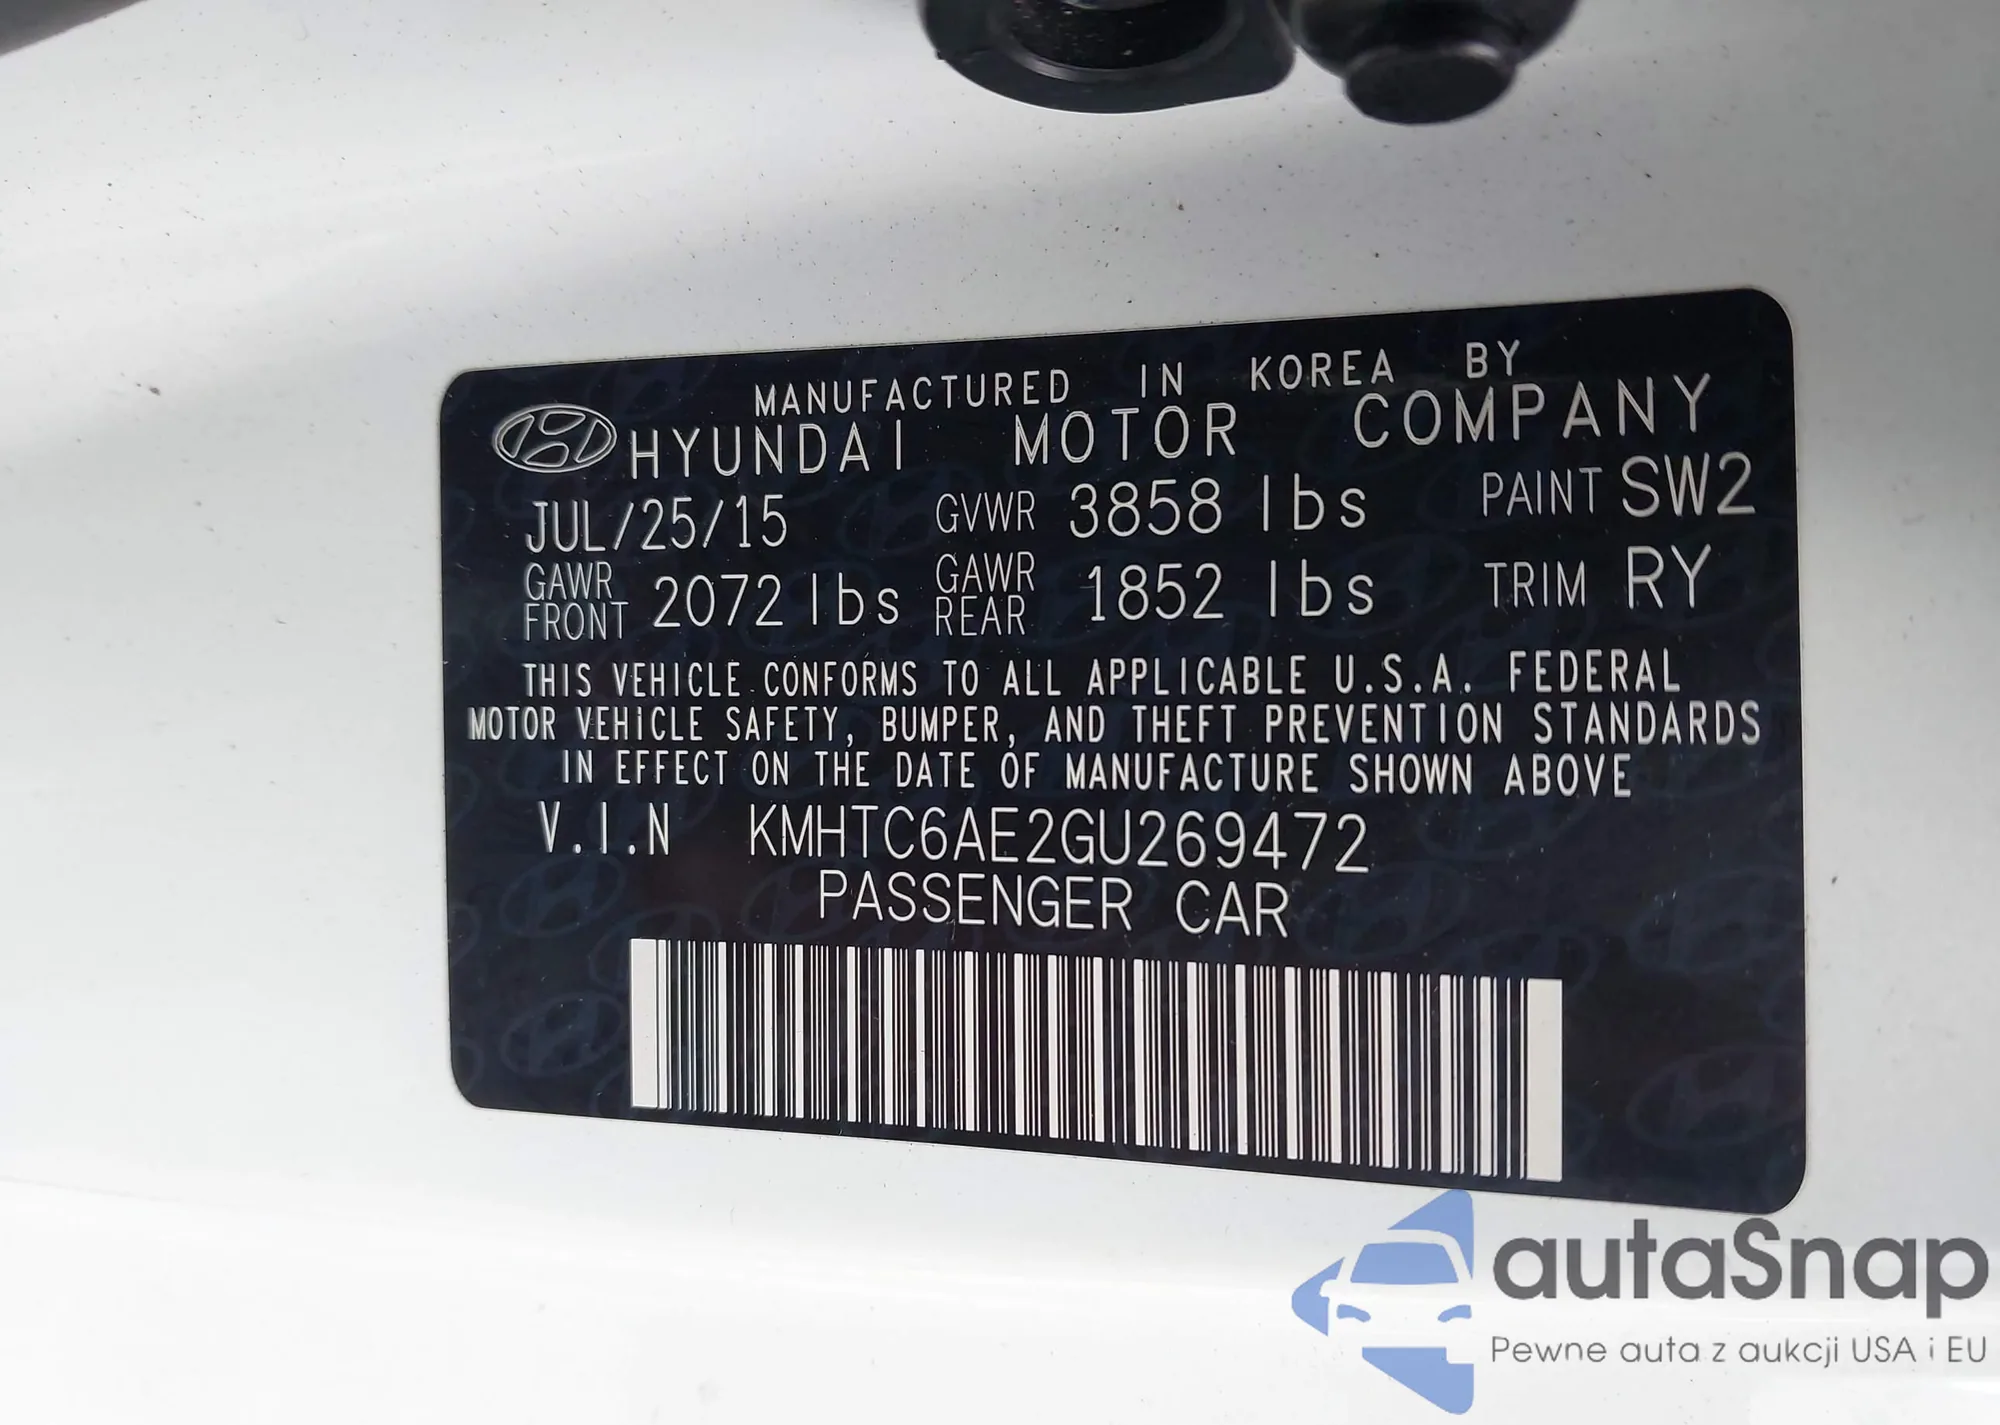 MANUFACTURED IN KOREA BY
HYUNDAI MOTOR COMPANY
JUL/25/15 GVWR 3858 lbs PAINT SW2
GAWR FRONT 2072 lbs GAWR REAR 1852 lbs TRIM RY
THIS VEHICLE CONFORMS TO ALL APPLICABLE U.S.A. FEDERAL
MOTOR VEHICLE SAFETY, BUMPER, AND THEFT PREVENTION STANDARDS
IN EFFECT ON THE DATE OF MANUFACTURE SHOWN ABOVE
V.I.N KMHTC6AE2GU269472
PASSENGER CAR
autaSnap
Pewne auta z aukcji USA i EU